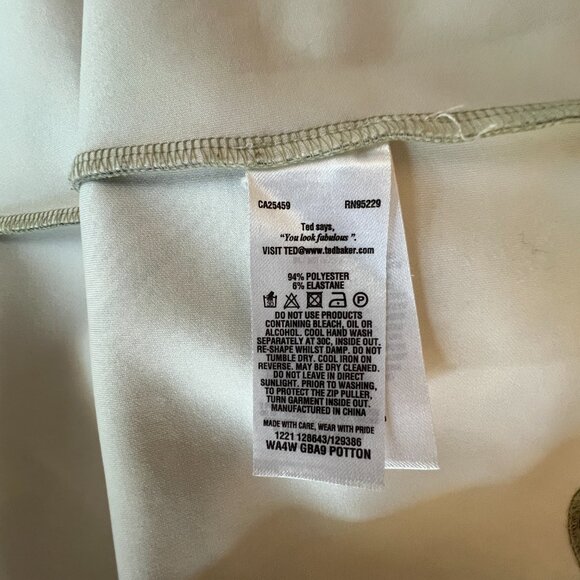 CA25459 RN95229
Ted says,
"You look fabulous".
VISIT TED@www.tedbaker.com
94% POLYESTER
6% ELASTANE
DO NOT USE PRODUCTS
CONTAINING BLEACH, OIL OR
ALCOHOL. COOL HAND WASH
SEPARATELY AT 30C, INSIDE OUT.
RE-SHAPE WHILST DAMP. DO NOT
TUMBLE DRY. COOL IRON ON
REVERSE. MAY BE DRY CLEANED.
DO NOT LEAVE IN DIRECT
SUNLIGHT. PRIOR TO WASHING,
TO PROTECT THE ZIP PULLER,
TURN GARMENT INSIDE OUT.
MANUFACTURED IN CHINA
MADE WITH CARE, WEAR WITH PRIDE
1221 128643/129386
WA4W GBA9 POTTON